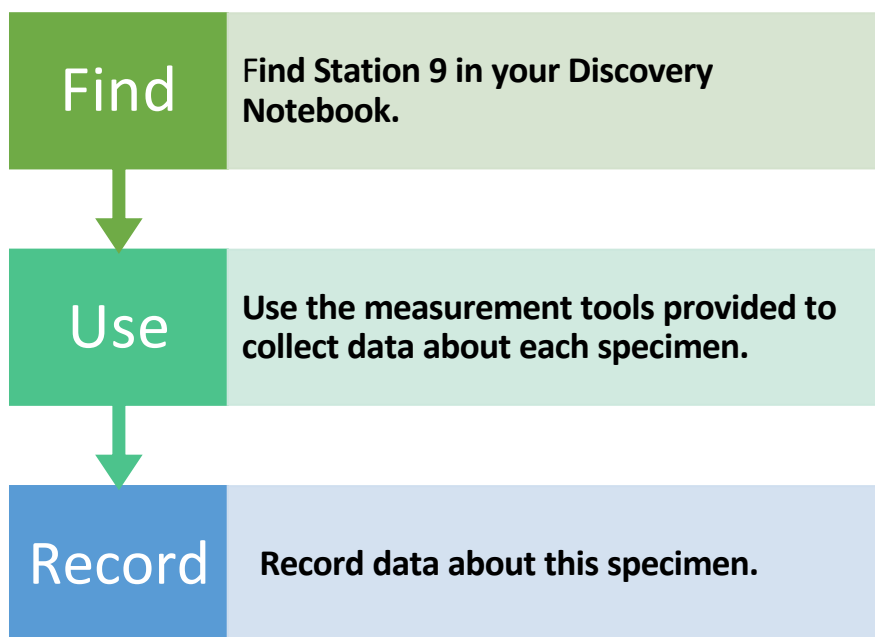 Find
Find Station 9 in your Discovery
Notebook.
Use
Use the measurement tools provided to
collect data about each specimen.
Record
Record data about this specimen.